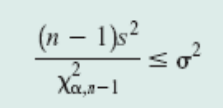 (n − 1)s² / χ²α,n−1 ≤ σ²